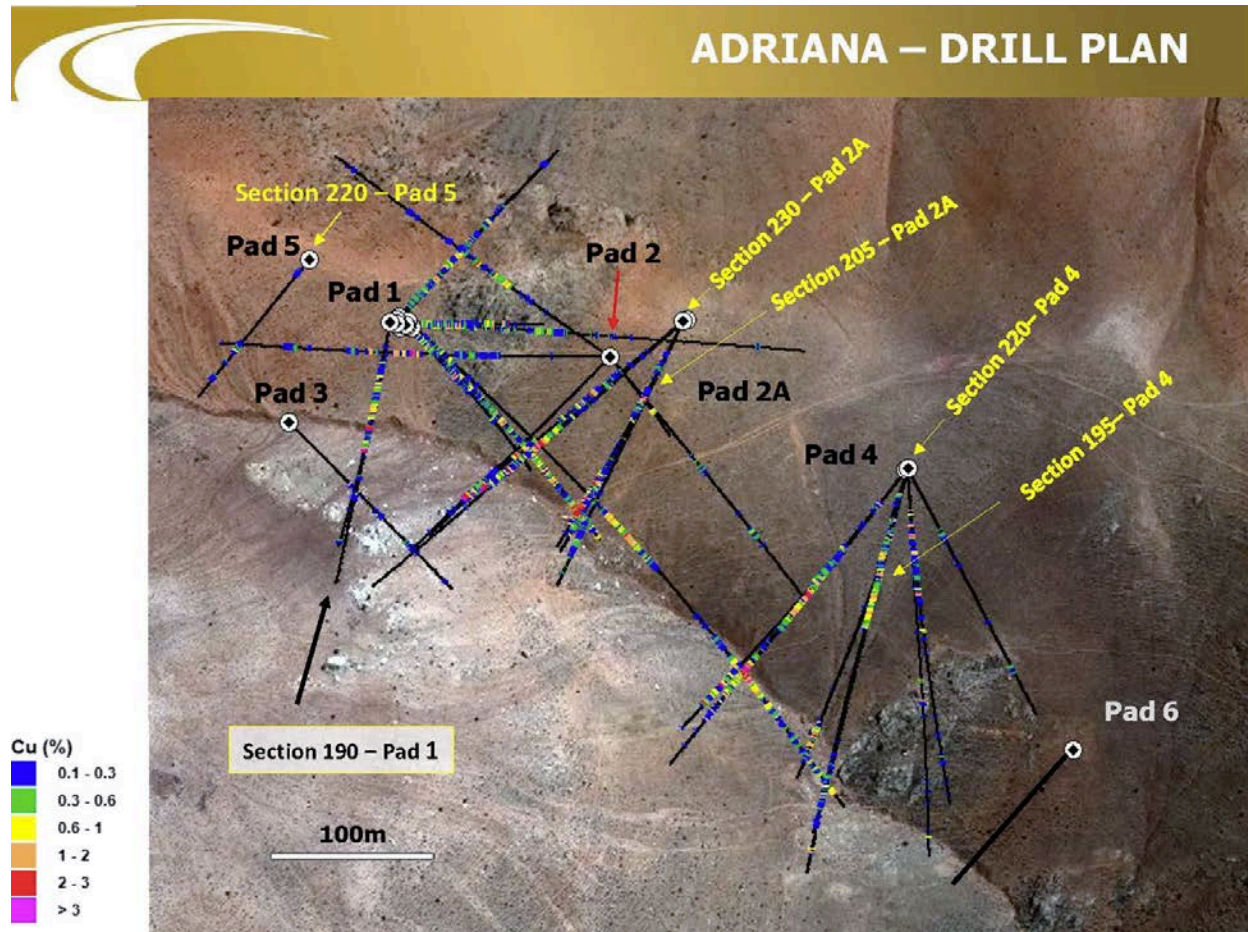 ADRIANA – DRILL PLAN
Section 230 – Pad 2A
Section 205 – Pad 2A
Section 220 – Pad 5
Pad 5
Pad 2
Pad 1
Section 220– Pad 4
Pad 2A
Section 195– Pad 4
Pad 3
Pad 4
Pad 6
Section 190 – Pad 1
Cu (%)
0.1 - 0.3
0.3 - 0.6
0.6 - 1
1 - 2
2 - 3
> 3
100m